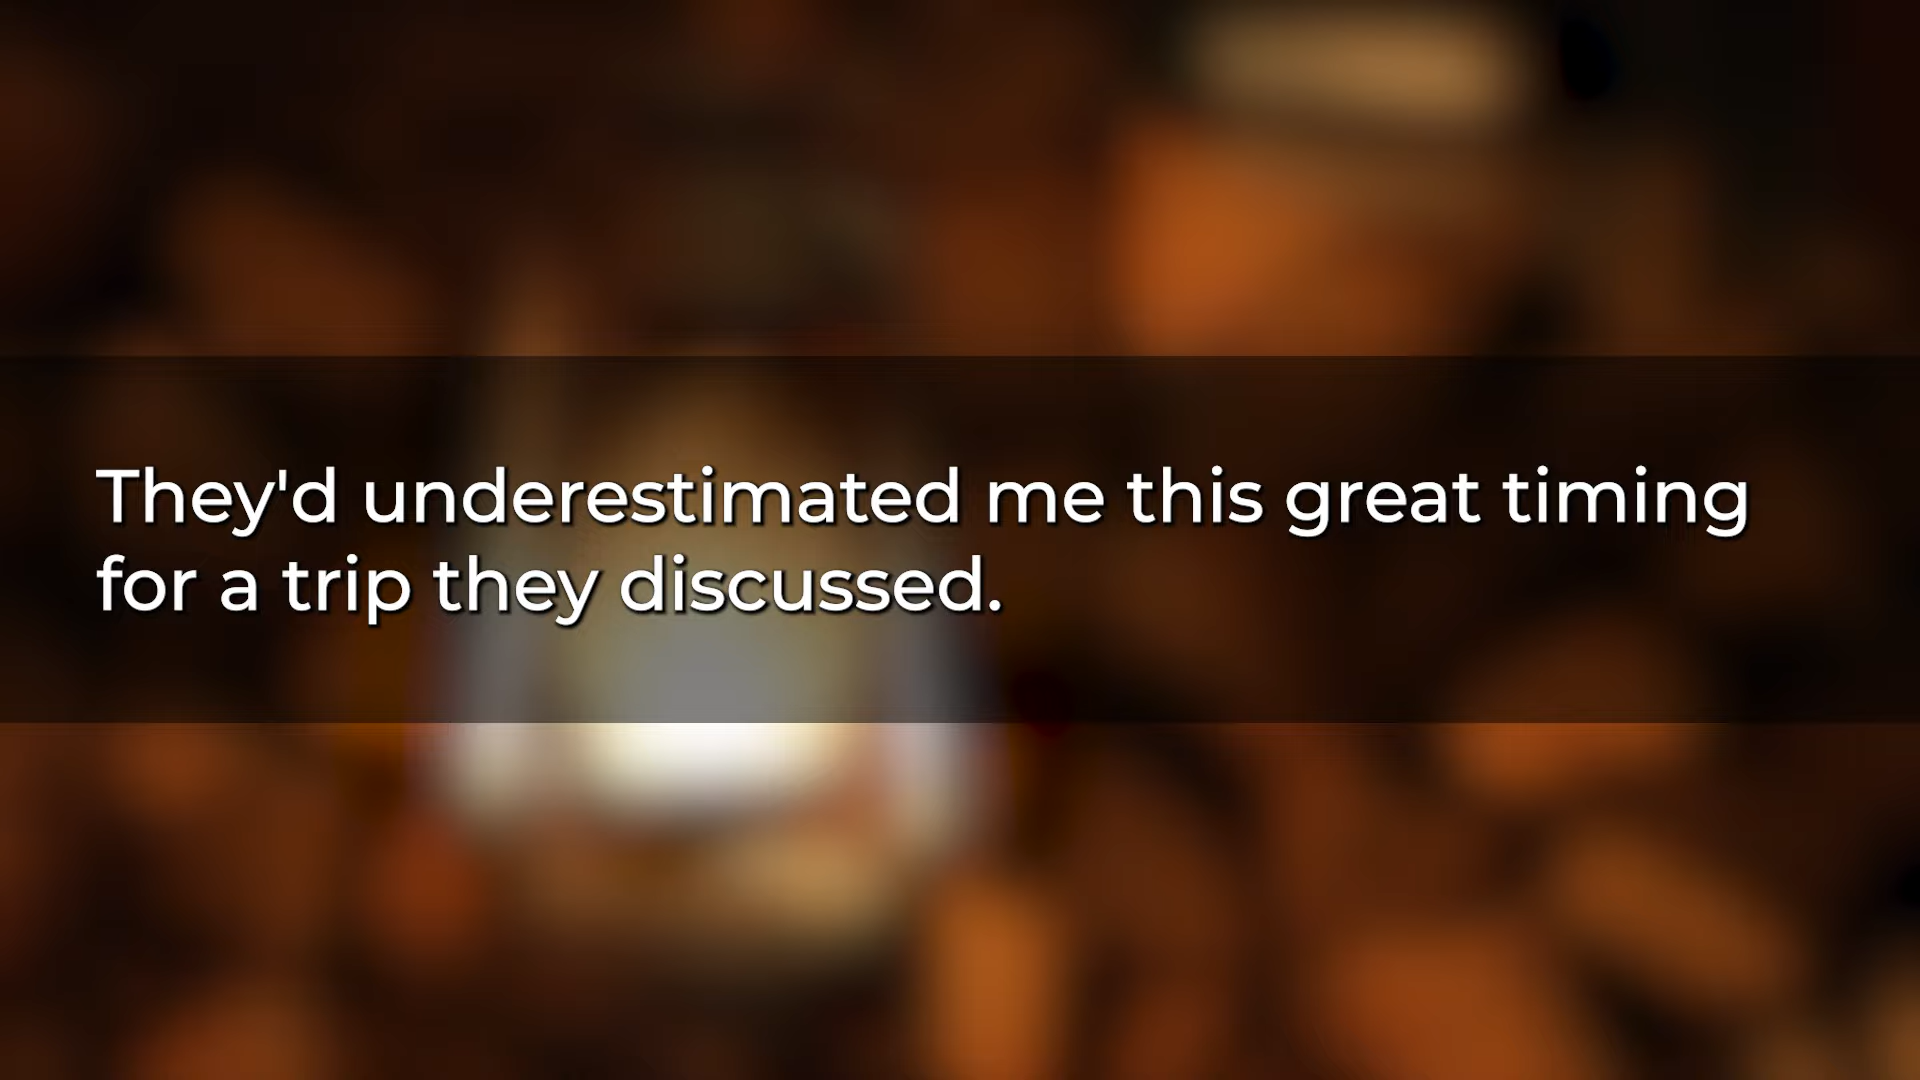 They'd underestimated me this great timing
for a trip they discussed.